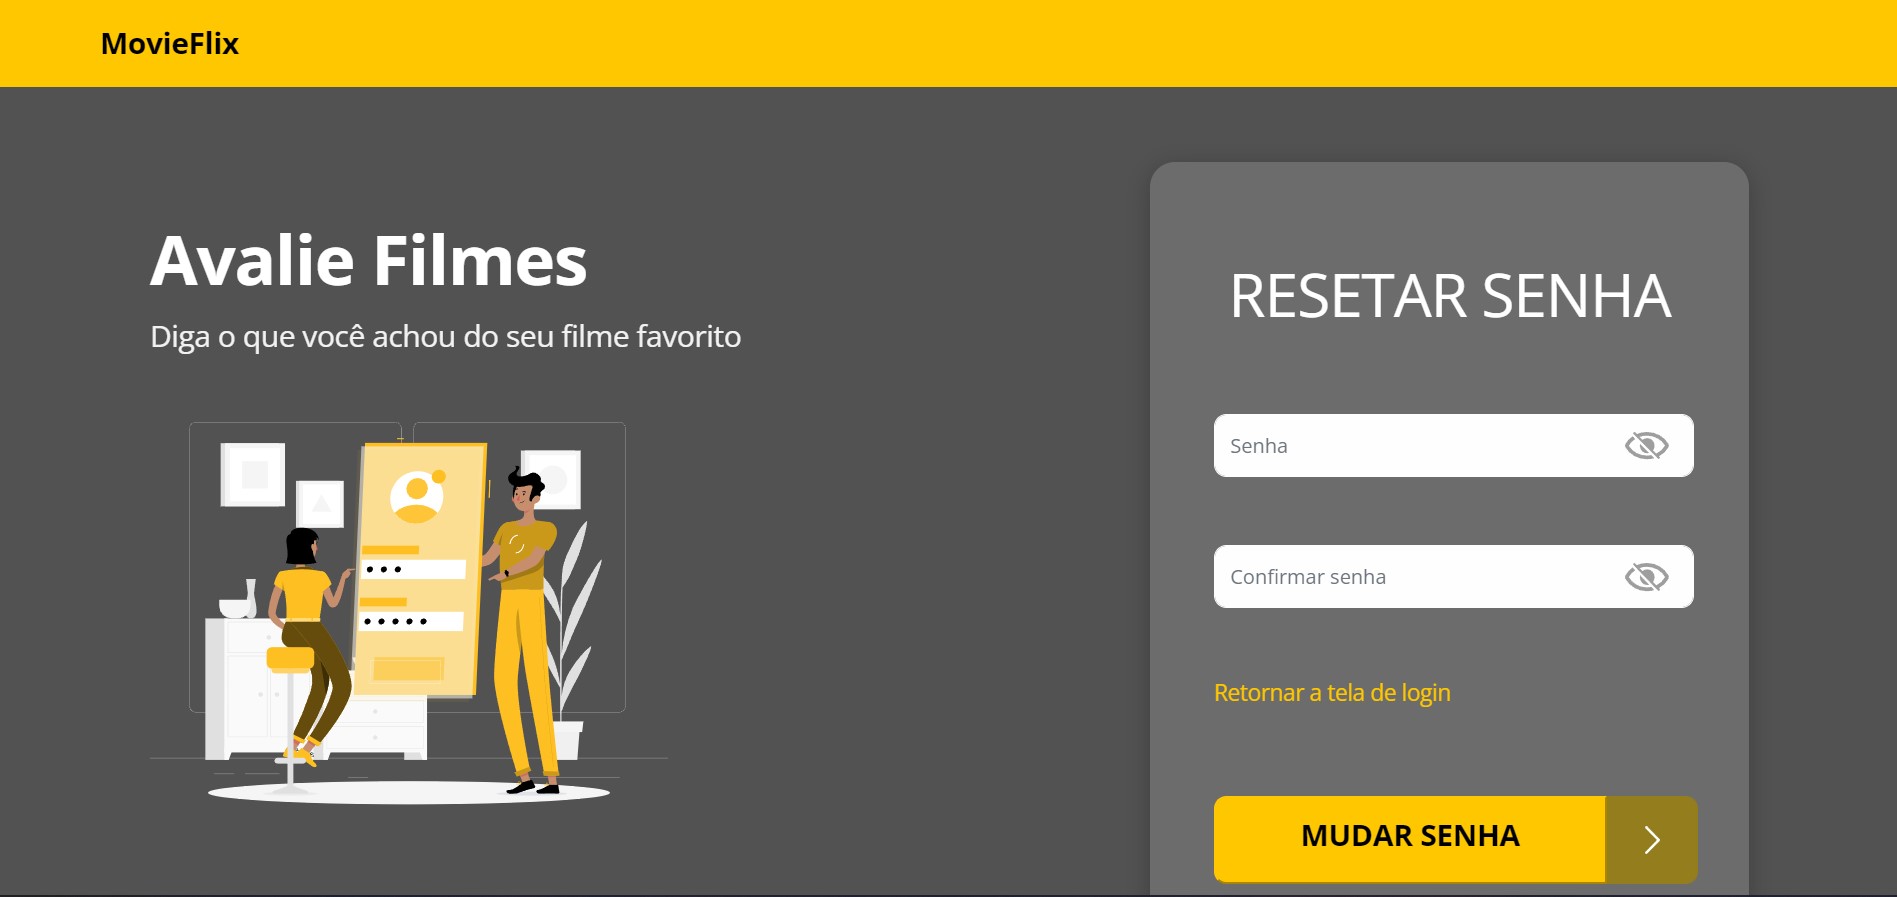 MovieFlix
Avalie Filmes
Diga o que você achou do seu filme favorito
RESETAR SENHA
Senha
Confirmar senha
Retornar a tela de login
MUDAR SENHA